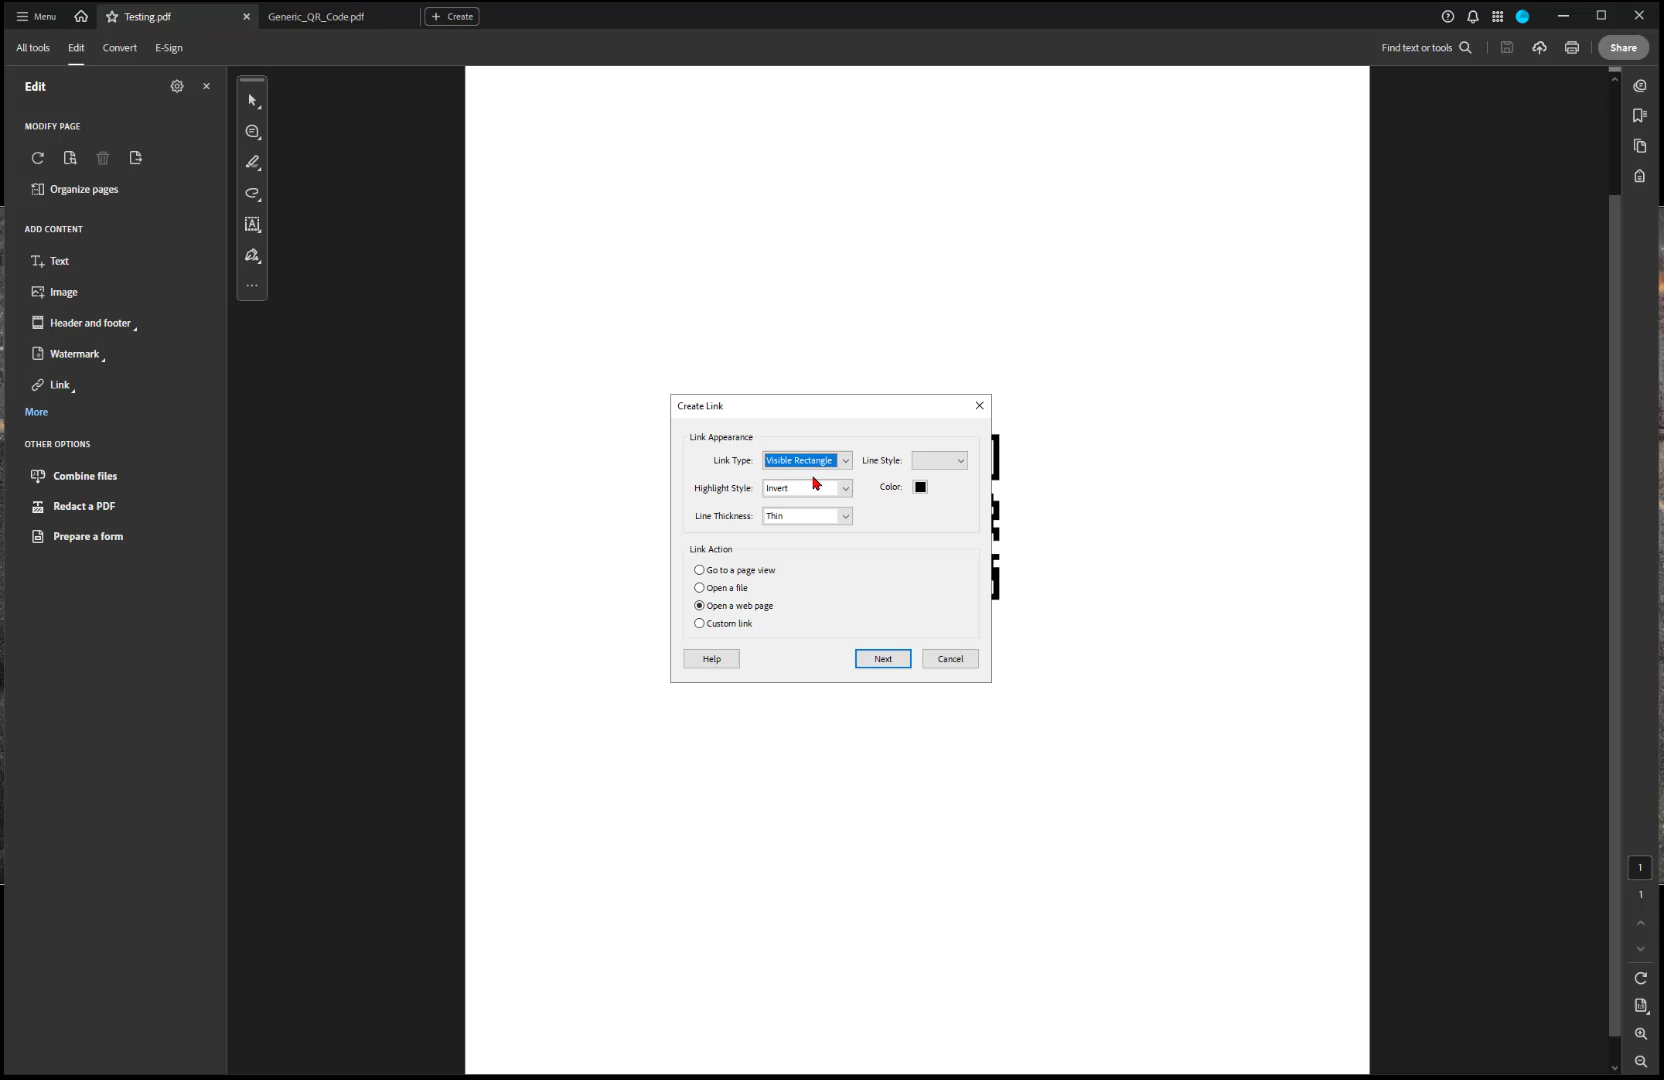 Menu
Testing.pdf
Generic_QR_Code.pdf
Create
All tools
Edit
Convert
E-Sign
Find text or tools
Share
Edit
MODIFY PAGE
Organize pages
ADD CONTENT
Text
Image
Header and footer
Watermark
Link
More
OTHER OPTIONS
Combine files
Redact a PDF
Prepare a form
Create Link
Link Appearance
Link Type: Visible Rectangle Line Style:
Highlight Style: Invert Color:
Line Thickness: Thin
Link Action
Go to a page view
Open a file
Open a web page
Custom link
Help Next Cancel
1
1